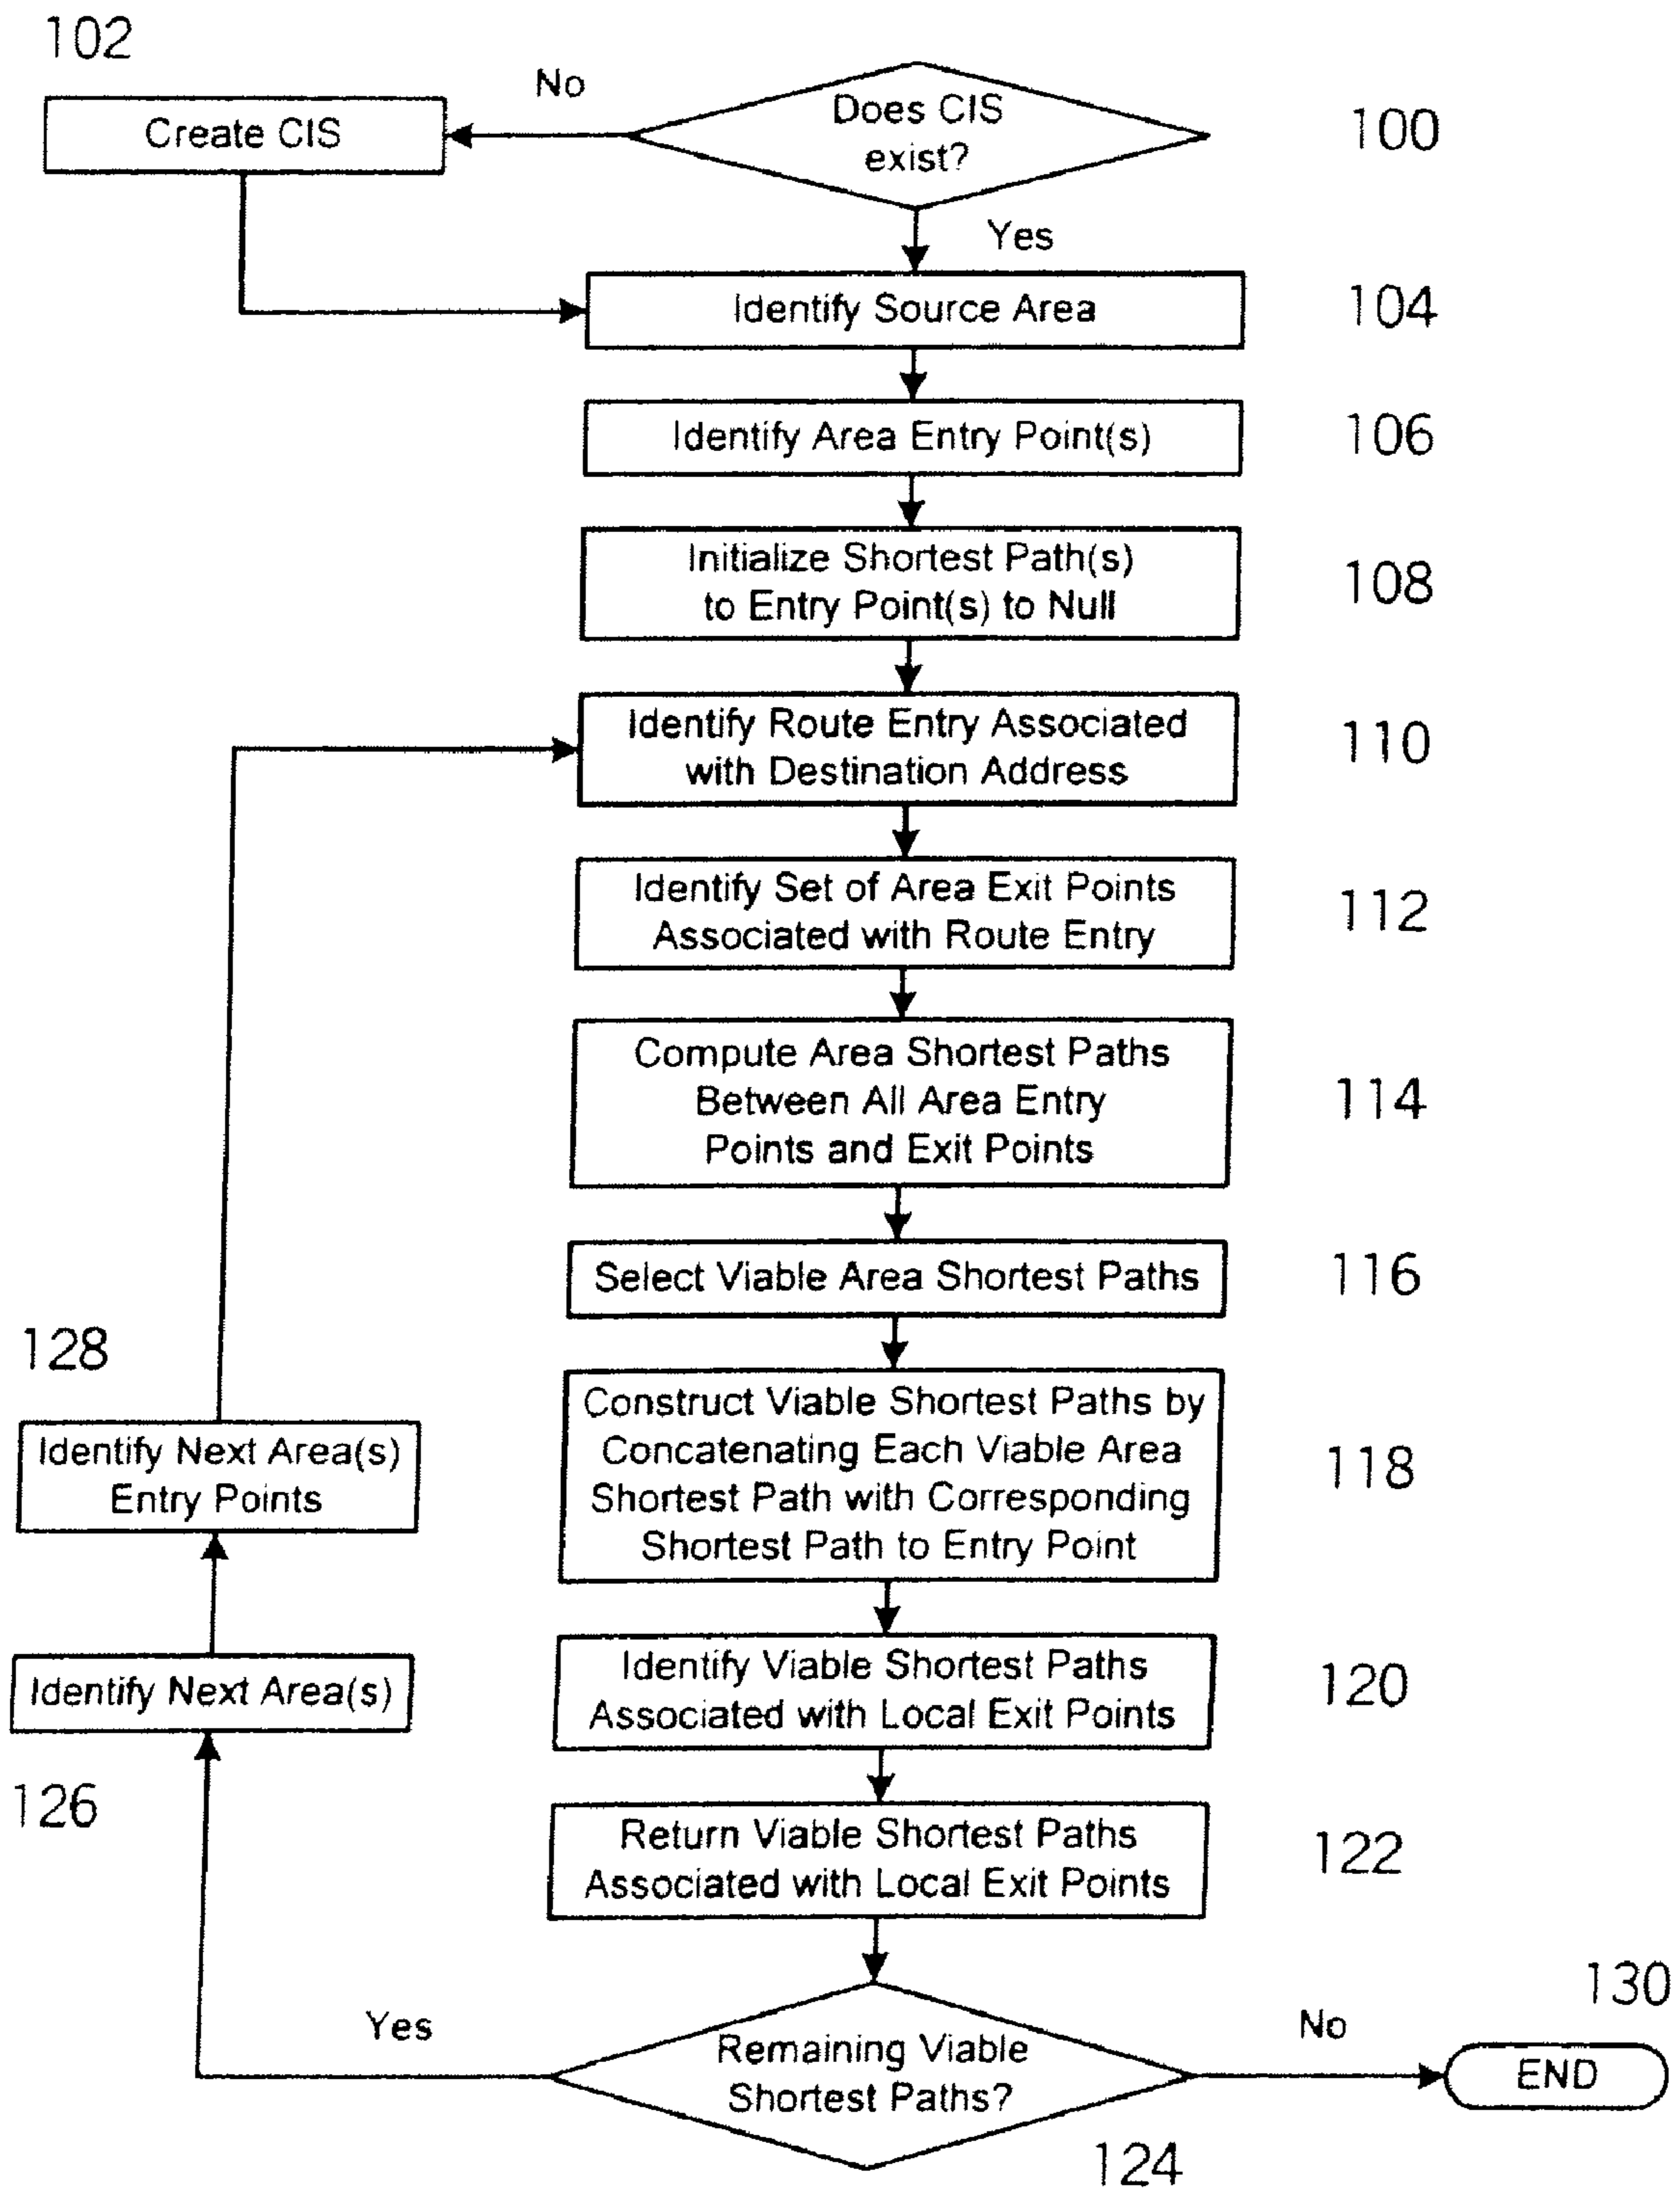 102
No
Does CIS
exist?
100
Create CIS
Yes
Identify Source Area
104
Identify Area Entry Point(s)
106
Initialize Shortest Path(s)
to Entry Point(s) to Null
108
Identify Route Entry Associated
with Destination Address
110
Identify Set of Area Exit Points
Associated with Route Entry
112
Compute Area Shortest Paths
Between All Area Entry
Points and Exit Points
114
Select Viable Area Shortest Paths
116
Construct Viable Shortest Paths by
Concatenating Each Viable Area
Shortest Path with Corresponding
Shortest Path to Entry Point
118
128
Identify Next Area(s)
Entry Points
Identify Viable Shortest Paths
Associated with Local Exit Points
120
Identify Next Area(s)
126
Return Viable Shortest Paths
Associated with Local Exit Points
122
Yes
Remaining Viable
Shortest Paths?
124
No
130
END